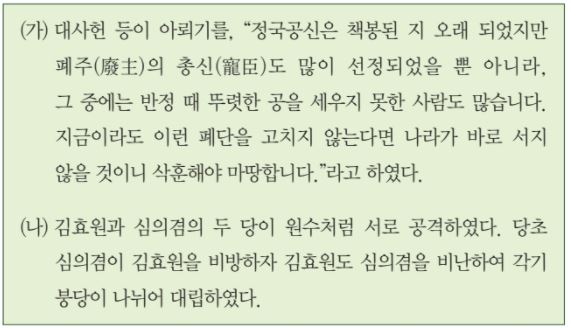 (가) 대사헌 등이 아뢰기를, “정국공신은 책봉된 지 오래 되었지만
폐주(廢主)의 총신(寵臣)도 많이 선정되었을 뿐 아니라,
그 중에는 반정 때 뚜렷한 공을 세우지 못한 사람도 많습니다.
지금이라도 이런 폐단을 고치지 않는다면 나라가 바로 서지
않을 것이니 삭훈해야 마땅합니다.”라고 하였다.
(나) 김효원과 심의겸의 두 당이 원수처럼 서로 공격하였다. 당초
심의겸이 김효원을 비방하자 김효원도 심의겸을 비난하여 각기
붕당이 나뉘어 대립하였다.